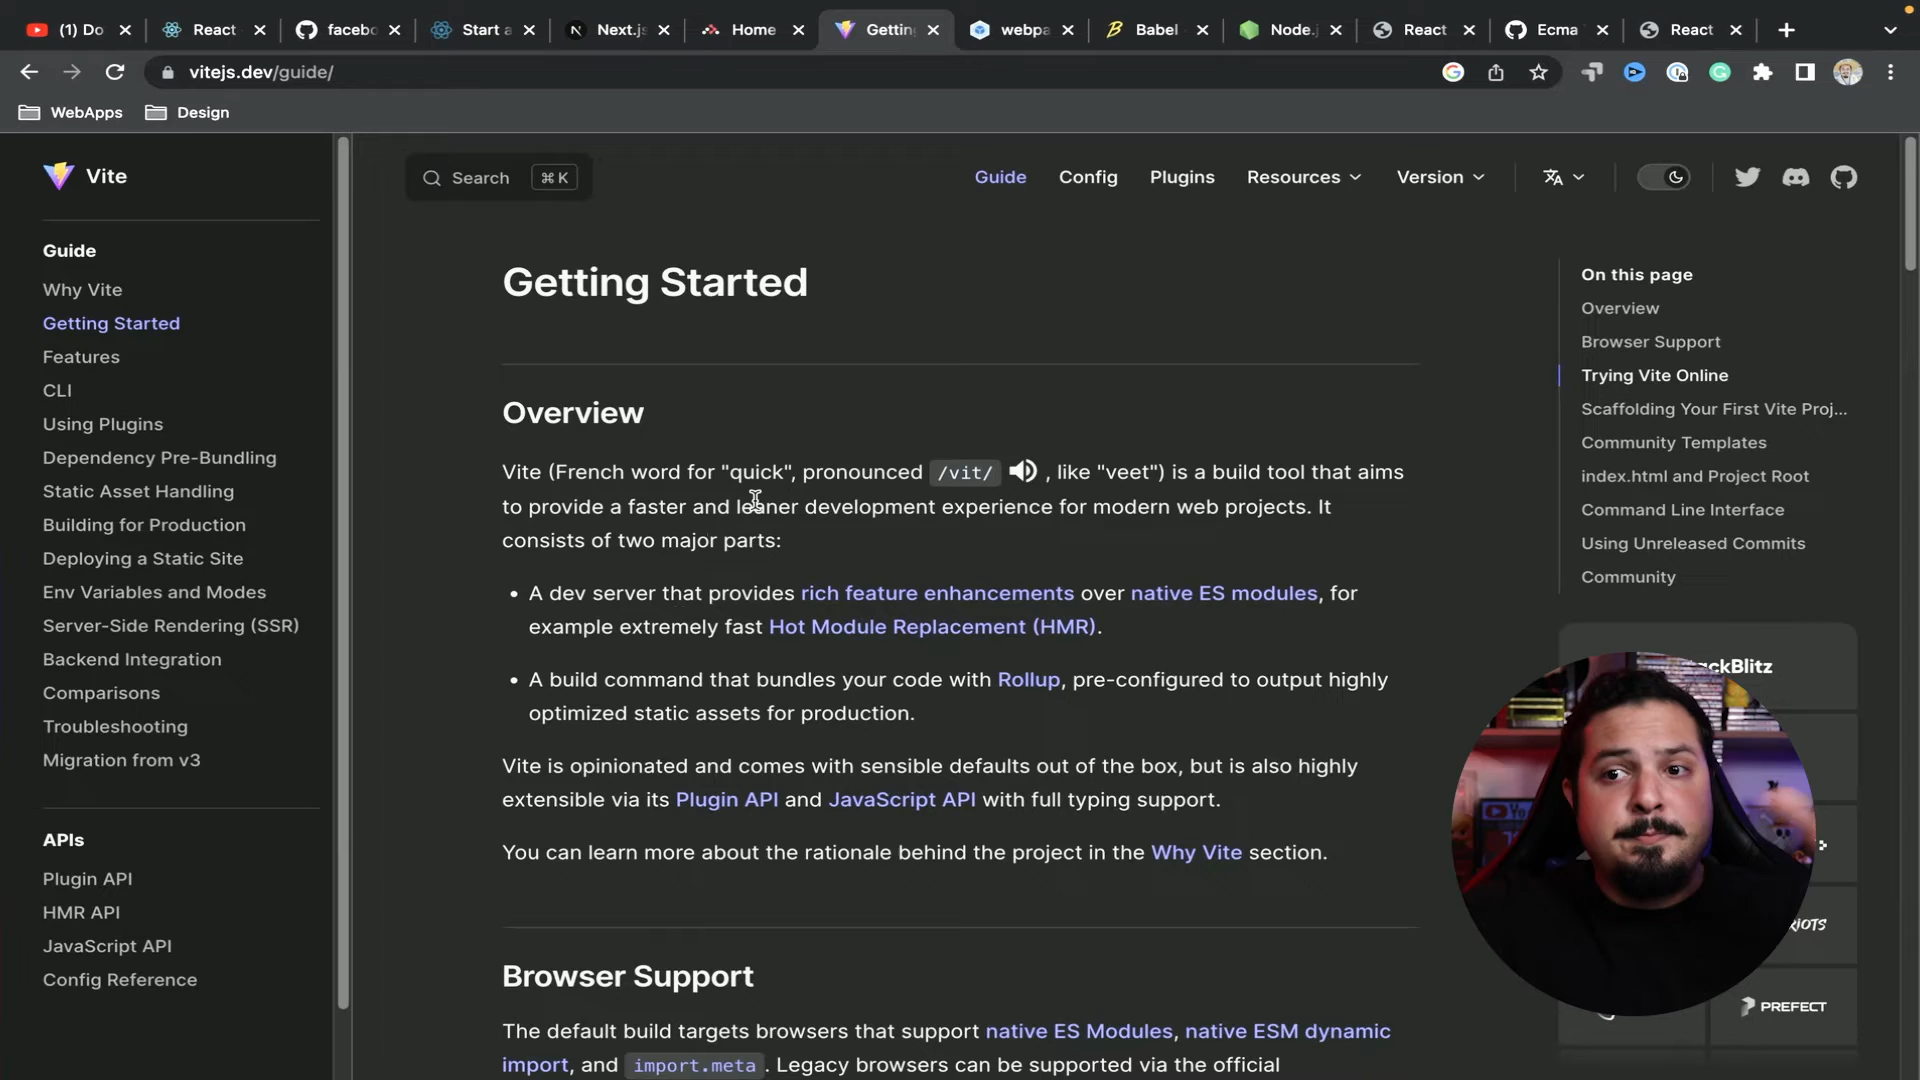 (1) Do
React
facebo
Start a
Next.js
Home
Getting
webpa
Babel
Node.j
React
Ecma
React
vitejs.dev/guide/
WebApps
Design
Vite
Search
⌘ K
Guide
Config
Plugins
Resources
Version
Guide
Why Vite
Getting Started
Features
CLI
Using Plugins
Dependency Pre-Bundling
Static Asset Handling
Building for Production
Deploying a Static Site
Env Variables and Modes
Server-Side Rendering (SSR)
Backend Integration
Comparisons
Troubleshooting
Migration from v3
APIs
Plugin API
HMR API
JavaScript API
Config Reference
Getting Started
Overview
Vite (French word for "quick", pronounced /vit/ , like "veet") is a build tool that aims
to provide a faster and leaner development experience for modern web projects. It
consists of two major parts:
• A dev server that provides rich feature enhancements over native ES modules, for
example extremely fast Hot Module Replacement (HMR).
• A build command that bundles your code with Rollup, pre-configured to output highly
optimized static assets for production.
Vite is opinionated and comes with sensible defaults out of the box, but is also highly
extensible via its Plugin API and JavaScript API with full typing support.
You can learn more about the rationale behind the project in the Why Vite section.
Browser Support
The default build targets browsers that support native ES Modules, native ESM dynamic
import, and import.meta. Legacy browsers can be supported via the official
On this page
Overview
Browser Support
Trying Vite Online
Scaffolding Your First Vite Proj...
Community Templates
index.html and Project Root
Command Line Interface
Using Unreleased Commits
Community
ackBlitz
RIOTS
PREFECT